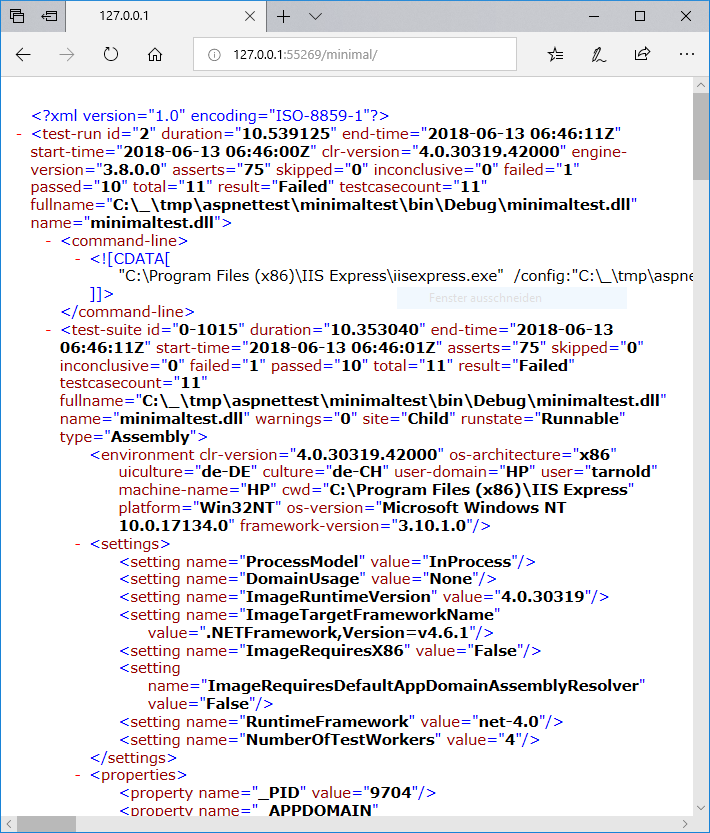 127.0.0.1
127.0.0.1:55269/minimal/
<?xml version="1.0" encoding="ISO-8859-1"?>
- <test-run id="2" duration="10.539125" end-time="2018-06-13 06:46:11Z"
start-time="2018-06-13 06:46:00Z" clr-version="4.0.30319.42000" engine-
version="3.8.0.0" asserts="75" skipped="0" inconclusive="0" failed="1"
passed="10" total="11" result="Failed" testcasecount="11"
fullname="C:\_\tmp\aspnettest\minimaltest\bin\Debug\minimaltest.dll"
name="minimaltest.dll">
- <command-line>
- <![CDATA[
"C:\Program Files (x86)\IIS Express\iisexpress.exe" /config:"C:\_\tmp\aspne
]]>
Fenster ausschneiden
</command-line>
- <test-suite id="0-1015" duration="10.353040" end-time="2018-06-13
06:46:11Z" start-time="2018-06-13 06:46:01Z" asserts="75" skipped="0"
inconclusive="0" failed="1" passed="10" total="11" result="Failed"
testcasecount="11"
fullname="C:\_\tmp\aspnettest\minimaltest\bin\Debug\minimaltest.dll"
name="minimaltest.dll" warnings="0" site="Child" runstate="Runnable"
type="Assembly">
<environment clr-version="4.0.30319.42000" os-architecture="x86"
uiculture="de-DE" culture="de-CH" user-domain="HP" user="tarnold"
machine-name="HP" cwd="C:\Program Files (x86)\IIS Express"
platform="Win32NT" os-version="Microsoft Windows NT
10.0.17134.0" framework-version="3.10.1.0"/>
- <settings>
<setting name="ProcessModel" value="InProcess"/>
<setting name="DomainUsage" value="None"/>
<setting name="ImageRuntimeVersion" value="4.0.30319"/>
<setting name="ImageTargetFrameworkName"
value=".NETFramework,Version=v4.6.1"/>
<setting name="ImageRequiresX86" value="False"/>
<setting
name="ImageRequiresDefaultAppDomainAssemblyResolver"
value="False"/>
<setting name="RuntimeFramework" value="net-4.0"/>
<setting name="NumberOfTestWorkers" value="4"/>
</settings>
- <properties>
<property name="_PID" value="9704"/>
<property name="_APPDOMAIN"